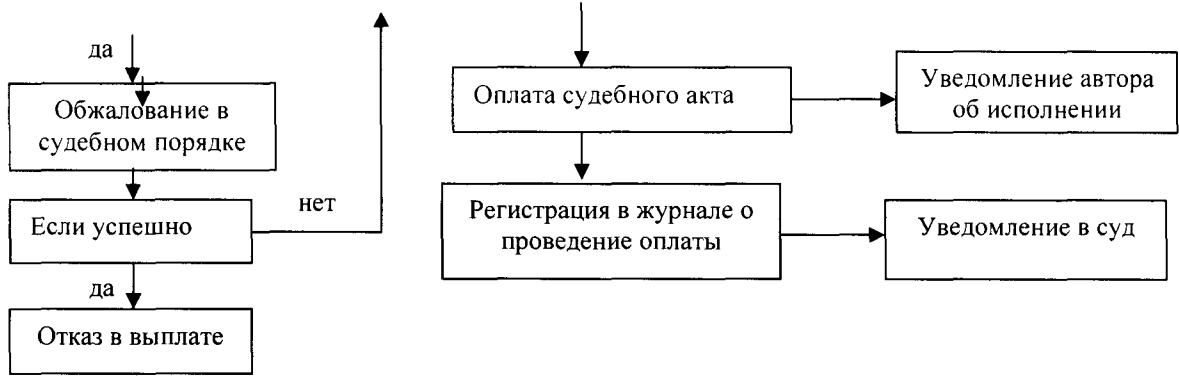 да
Обжалование в
судебном порядке
Если успешно
нет
да
Отказ в выплате
Оплата судебного акта
Уведомление автора
об исполнении
Регистрация в журнале о
проведение оплаты
Уведомление в суд